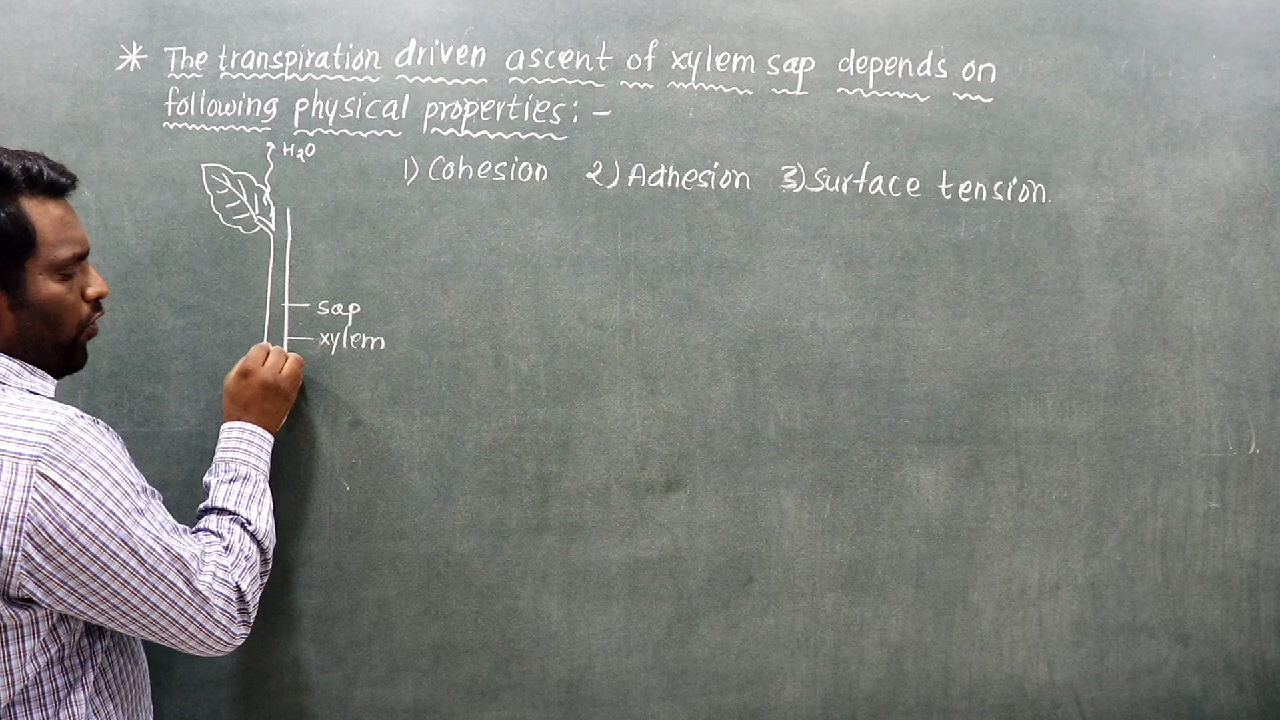 * The transpiration driven ascent of xylem sap depends on
following physical properties: -
H₂O
1) Cohesion 2) Adhesion 3) Surface tension.
sap
xylem